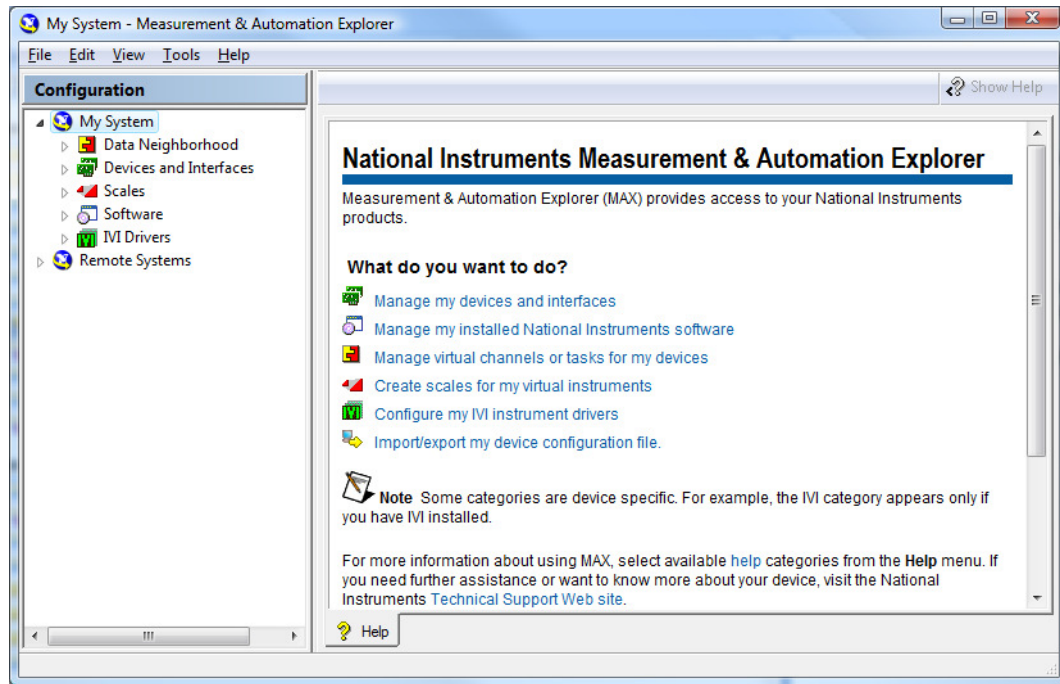 My System - Measurement & Automation Explorer
File Edit View Tools Help
Configuration
Show Help
My System
Data Neighborhood
Devices and Interfaces
Scales
Software
IVI Drivers
Remote Systems
National Instruments Measurement & Automation Explorer
Measurement & Automation Explorer (MAX) provides access to your National Instruments
products.
What do you want to do?
Manage my devices and interfaces
Manage my installed National Instruments software
Manage virtual channels or tasks for my devices
Create scales for my virtual instruments
IVI Configure my IVI instrument drivers
Import/export my device configuration file.
Note Some categories are device specific. For example, the IVI category appears only if
you have IVI installed.
For more information about using MAX, select available help categories from the Help menu. If
you need further assistance or want to know more about your device, visit the National
Instruments Technical Support Web site.
Help